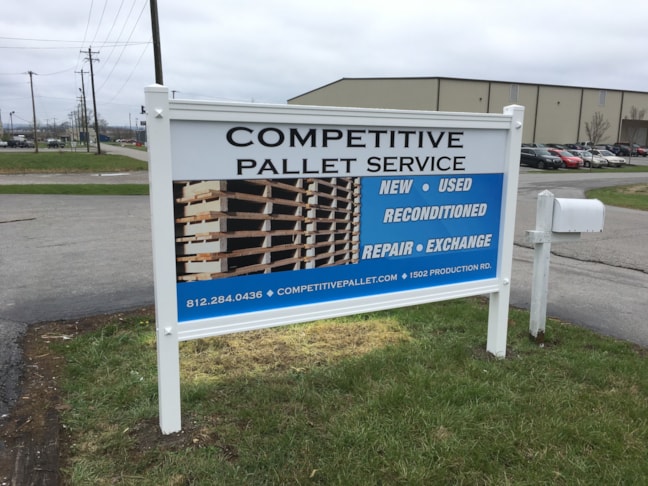 COMPETITIVE
PALLET SERVICE
NEW • USED
RECONDITIONED
REPAIR • EXCHANGE
812.284.0436 ◆ COMPETITIVEPALLET.COM ◆ 1502 PRODUCTION RD.